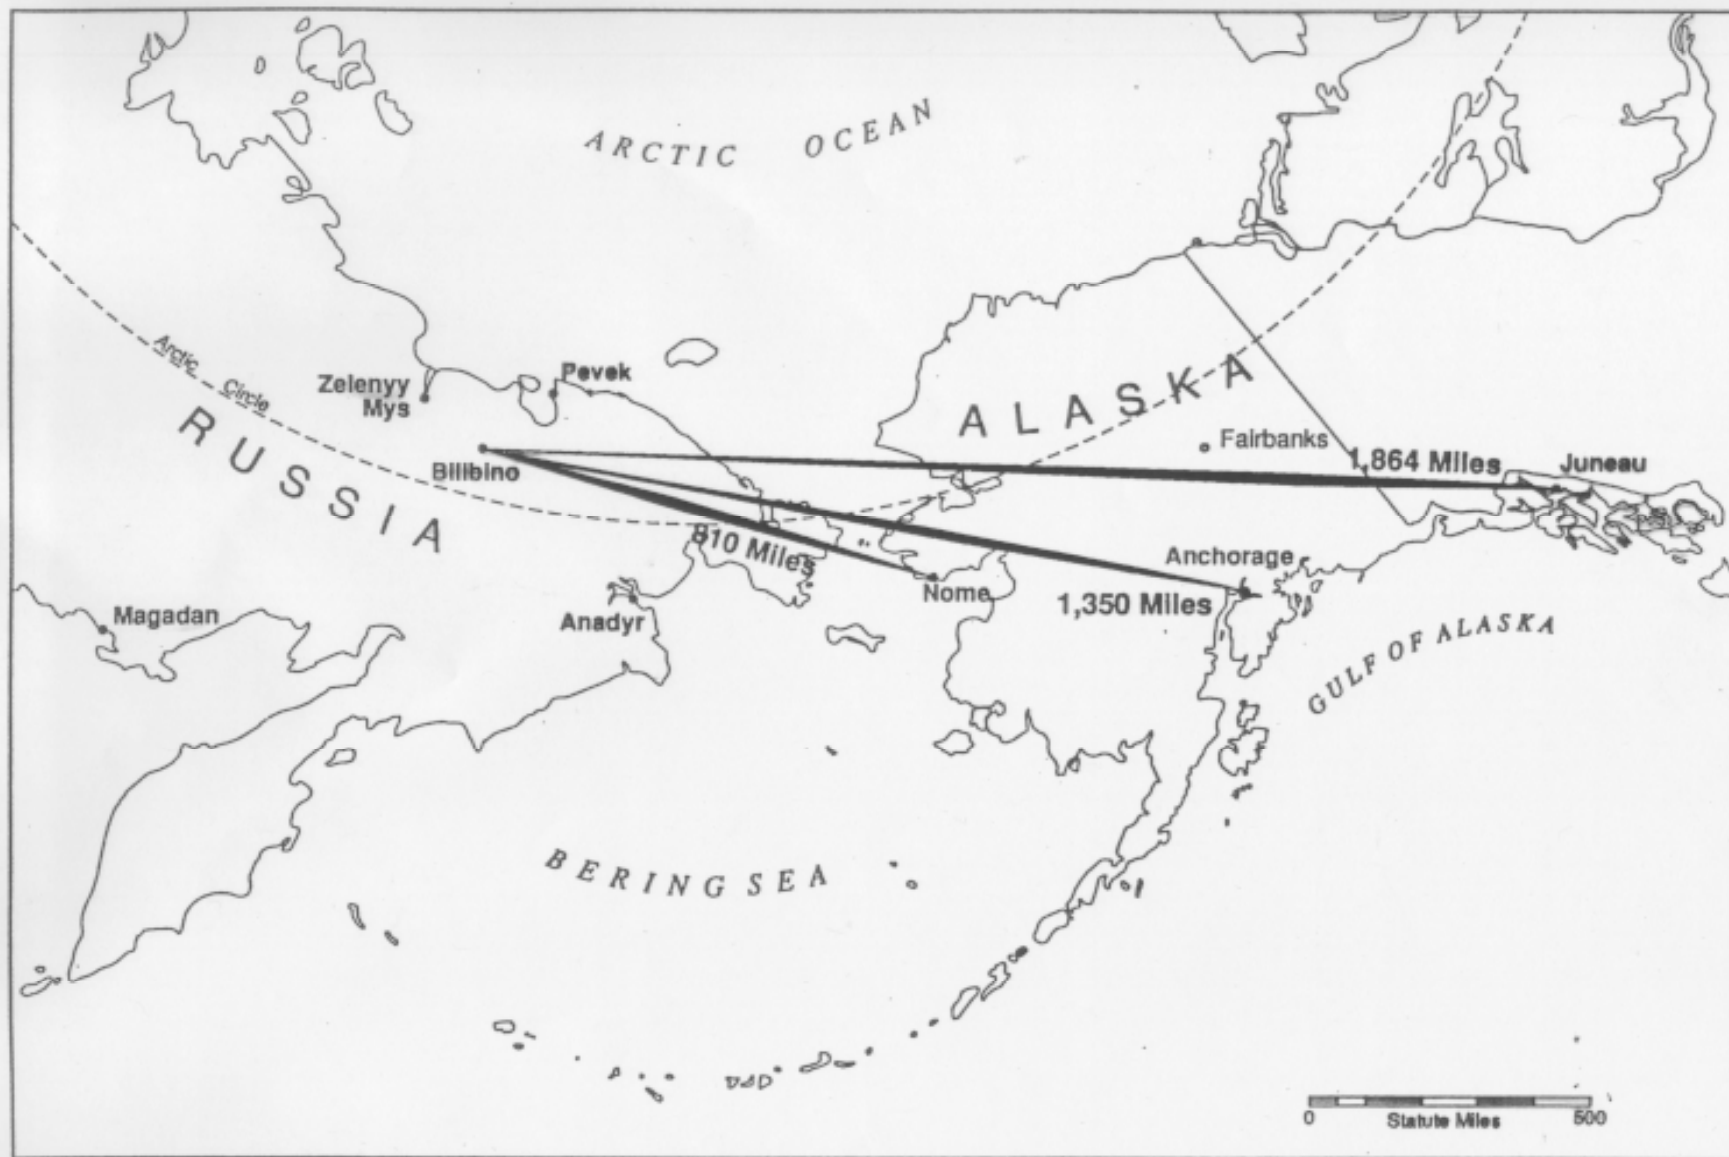 ARCTIC OCEAN
Arctic Circle
Zelenyy
Mys
Pevek
RUSSIA
Bilibino
ALASKA
Fairbanks
1,864 Miles
Juneau
810 Miles
Anchorage
Nome
1,350 Miles
Magadan
Anadyr
GULF OF ALASKA
BERING SEA
0 500
Statute Miles